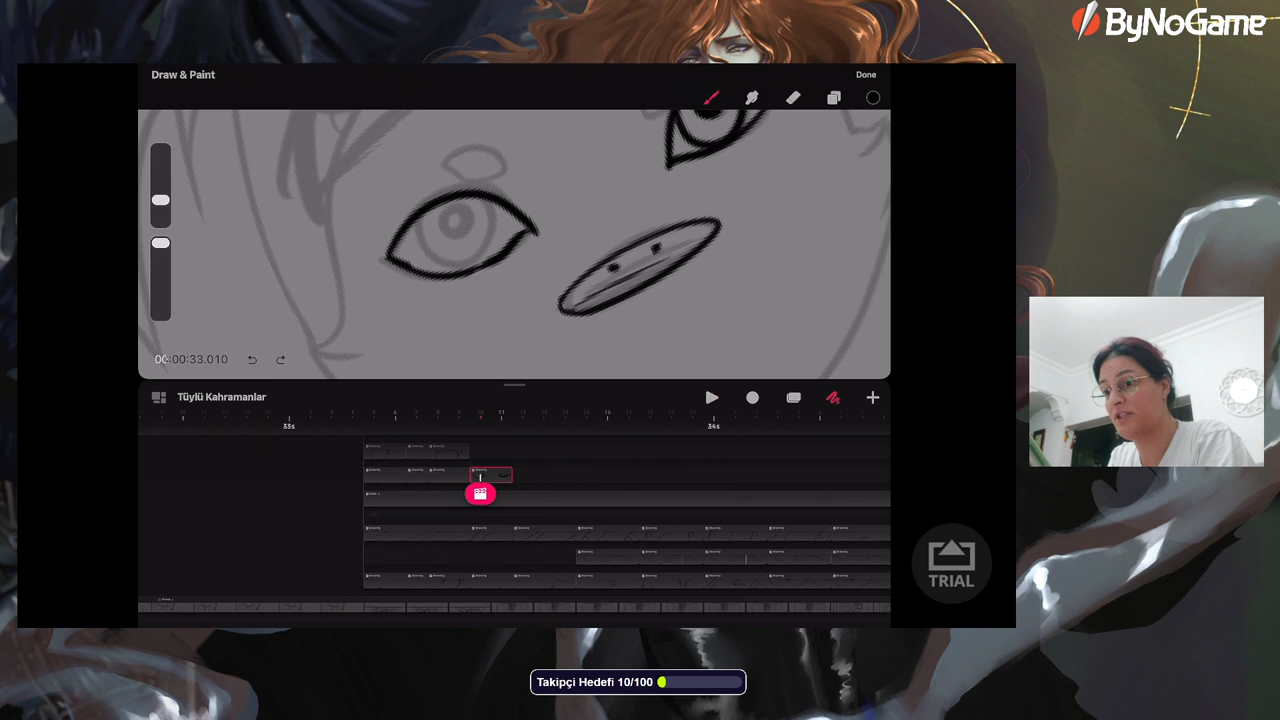 ByNoGame
Draw & Paint
Done
00:00:33.010
Tüylü Kahramanlar
33s
34s
TRIAL
Takipçi Hedefi 10/100